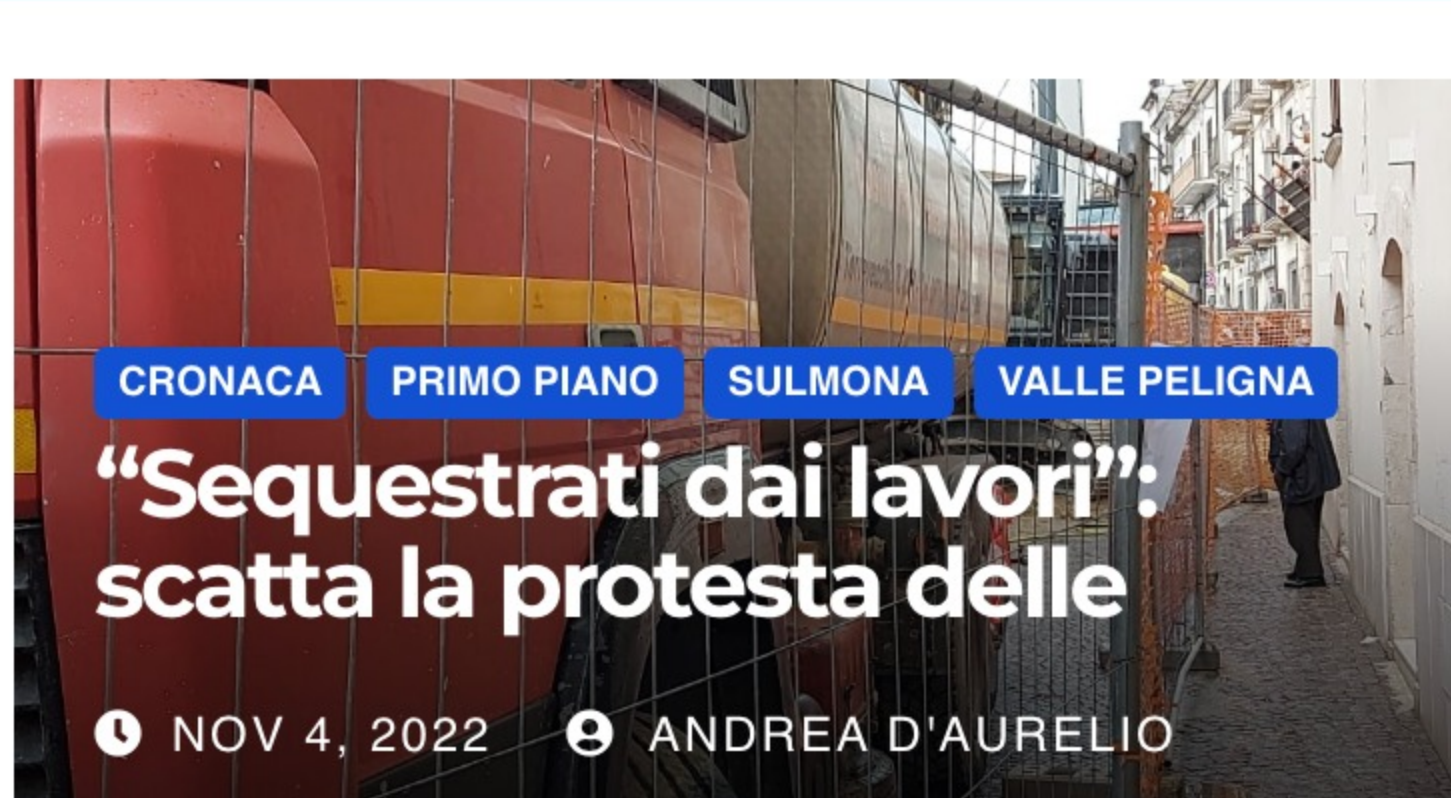 CRONACA PRIMO PIANO SULMONA VALLE PELIGNA
“Sequestrati dai lavori”:
scatta la protesta delle
NOV 4, 2022 ANDREA D'AURELIO